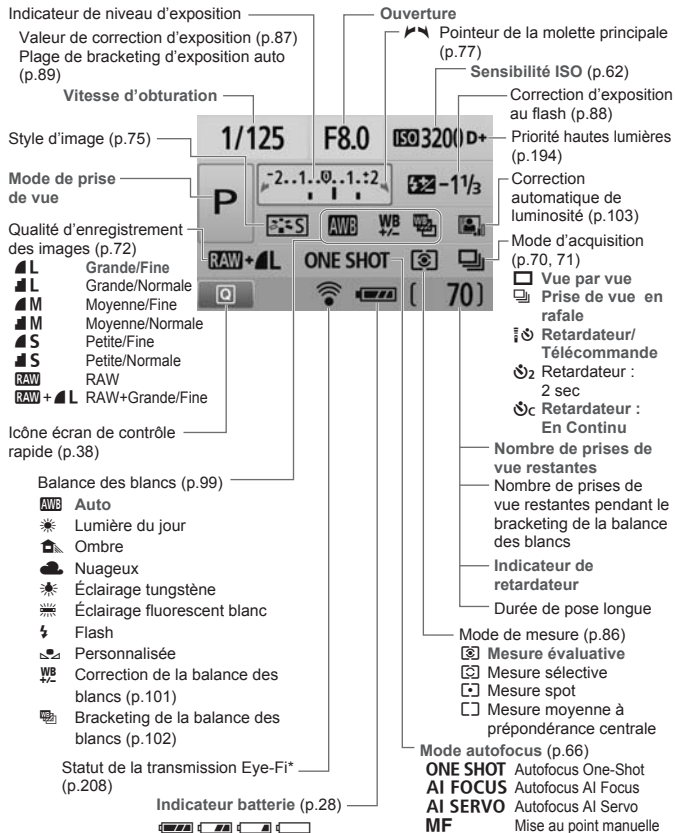 Indicateur de niveau d'exposition
Valeur de correction d'exposition (p.87)
Plage de bracketing d'exposition auto
(p.89)
Vitesse d'obturation
Style d'image (p.75)
Mode de prise
de vue
Qualité d'enregistrement
des images (p.72)
L Grande/Fine
L Grande/Normale
M Moyenne/Fine
M Moyenne/Normale
S Petite/Fine
S Petite/Normale
RAW RAW
RAW + L RAW+Grande/Fine
Icône écran de contrôle
rapide (p.38)
Balance des blancs (p.99)
AWB Auto
Lumière du jour
Ombre
Nuageux
Éclairage tungstène
Éclairage fluorescent blanc
Flash
Personnalisée
WB +/- Correction de la balance des
blancs (p.101)
Bracketing de la balance des
blancs (p.102)
Statut de la transmission Eye-Fi*
(p.208)
Indicateur batterie (p.28)
1/125 F8.0 ISO 3200 D+
P
-2..1..0..1.:2
-1 1/3
S AWB WB +/-
RAW+L ONE SHOT
Q ( 70)
Ouverture
Pointeur de la molette principale
(p.77)
Sensibilité ISO (p.62)
Correction d'exposition
au flash (p.88)
Priorité hautes lumières
(p.194)
Correction
automatique de
luminosité (p.103)
Mode d'acquisition
(p.70, 71)
Vue par vue
Prise de vue en
rafale
Retardateur/
Télécommande
2 Retardateur :
2 sec
C Retardateur :
En Continu
Nombre de prises de
vue restantes
Nombre de prises de
vue restantes pendant le
bracketing de la balance
des blancs
Indicateur de
retardateur
Durée de pose longue
Mode de mesure (p.86)
Mesure évaluative
Mesure sélective
Mesure spot
Mesure moyenne à
prépondérance centrale
Mode autofocus (p.66)
ONE SHOT Autofocus One-Shot
AI FOCUS Autofocus AI Focus
AI SERVO Autofocus AI Servo
MF Mise au point manuelle